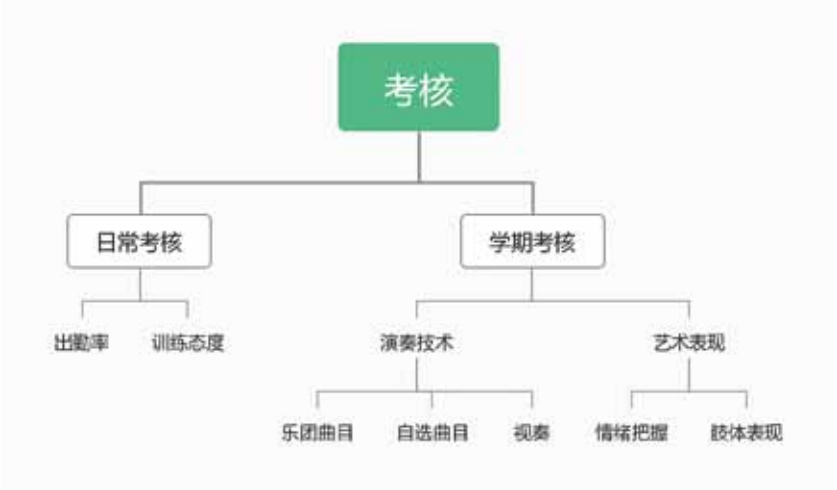 考核
日常考核
学期考核
出勤率
训练态度
演奏技术
艺术表现
乐团曲目
自选曲目
视奏
情绪把握
肢体表现